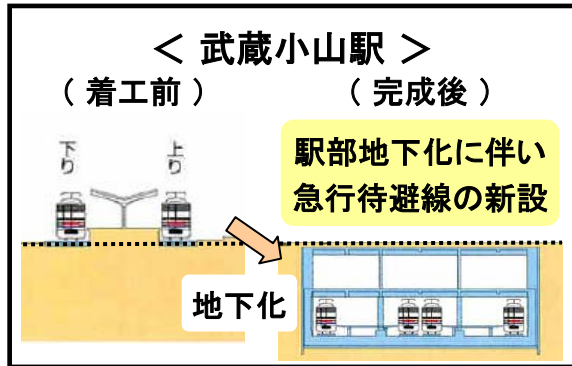 ＜ 武蔵小山駅 ＞
（ 着工前 ）
（ 完成後 ）
下り
上り
駅部地下化に伴い
急行待避線の新設
地下化